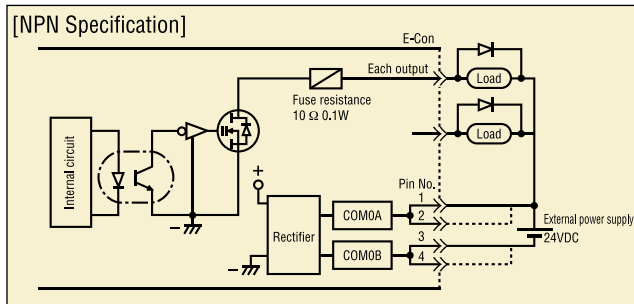 [NPN Specification]
E-Con
Each output
Load
Fuse resistance
10 Ω 0.1W
Load
Internal circuit
Pin No.
+
1
COM0A
2
External power supply
Rectifier
3
24VDC
COM0B
4
−
−